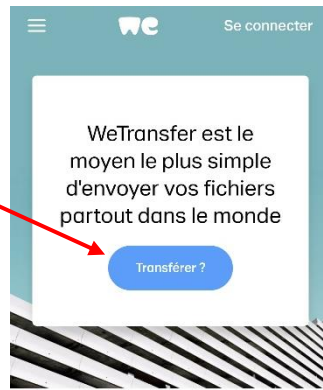 we
Se connecter
WeTransfer est le
moyen le plus simple
d'envoyer vos fichiers
partout dans le monde
Transférer ?